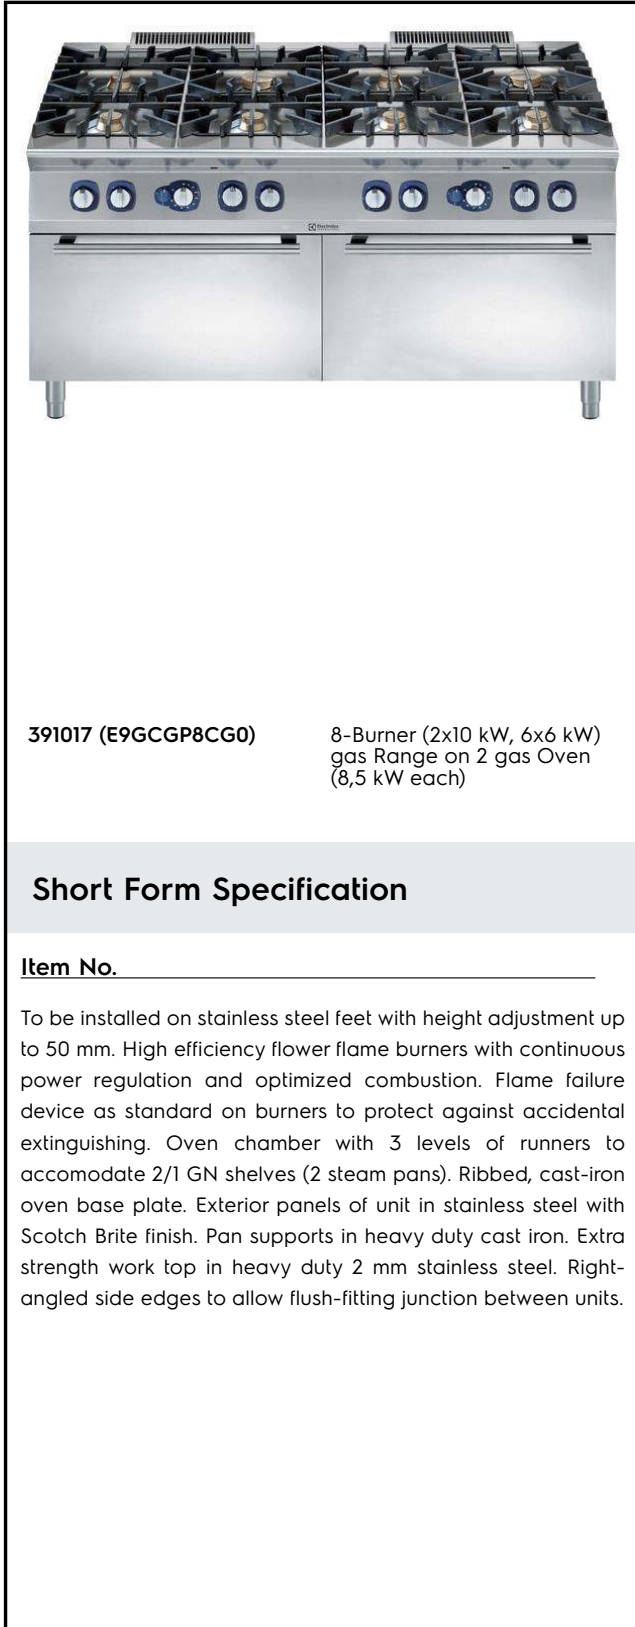 Electrolux
391017 (E9GCGP8CG0)
8-Burner (2x10 kW, 6x6 kW)
gas Range on 2 gas Oven
(8,5 kW each)
Short Form Specification
Item No.
To be installed on stainless steel feet with height adjustment up
to 50 mm. High efficiency flower flame burners with continuous
power regulation and optimized combustion. Flame failure
device as standard on burners to protect against accidental
extinguishing. Oven chamber with 3 levels of runners to
accomodate 2/1 GN shelves (2 steam pans). Ribbed, cast-iron
oven base plate. Exterior panels of unit in stainless steel with
Scotch Brite finish. Pan supports in heavy duty cast iron. Extra
strength work top in heavy duty 2 mm stainless steel. Right-
angled side edges to allow flush-fitting junction between units.